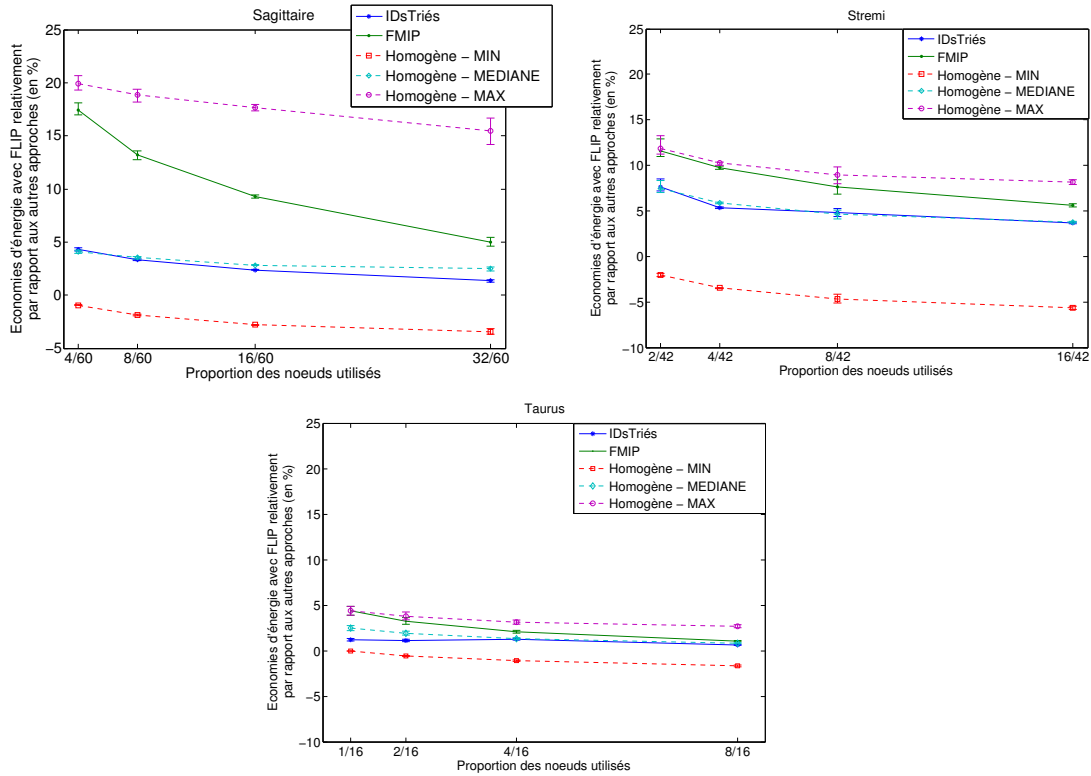 Sagittaire
IDsTriés
FMIP
Homogène − MIN
Homogène − MEDIANE
Homogène − MAX
Economies d'énergie avec FLIP relativement
par rapport aux autres approches (en %)
25
20
15
10
5
0
−5
4/60 8/60 16/60 32/60
Proportion des noeuds utilisés
Stremi
IDsTriés
FMIP
Homogène − MIN
Homogène − MEDIANE
Homogène − MAX
Economies d'énergie avec FLIP relativement
par rapport aux autres approches (en %)
25
20
15
10
5
0
−5
−10
2/42 4/42 8/42 16/42
Proportion des noeuds utilisés
Taurus
IDsTriés
FMIP
Homogène − MIN
Homogène − MEDIANE
Homogène − MAX
Economies d'énergie avec FLIP relativement
par rapport aux autres approches (en %)
25
20
15
10
5
0
−5
−10
1/16 2/16 4/16 8/16
Proportion des noeuds utilisés